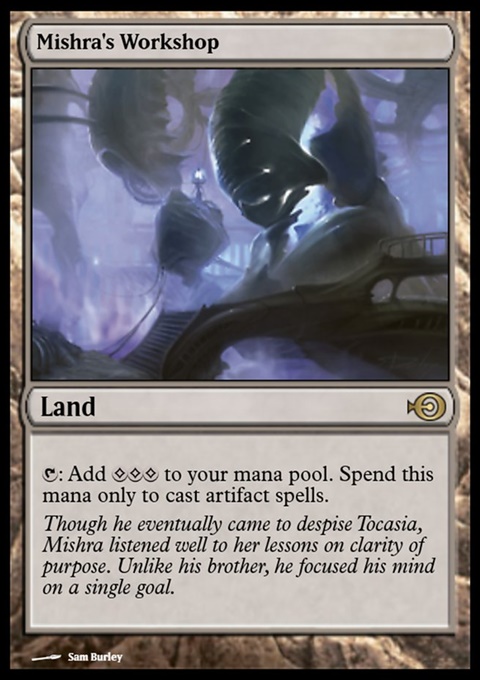 Mishra's Workshop
Land
: Add to your mana pool. Spend this
mana only to cast artifact spells.
Though he eventually came to despise Tocasia,
Mishra listened well to her lessons on clarity of
purpose. Unlike his brother, he focused his mind
on a single goal.
Sam Burley